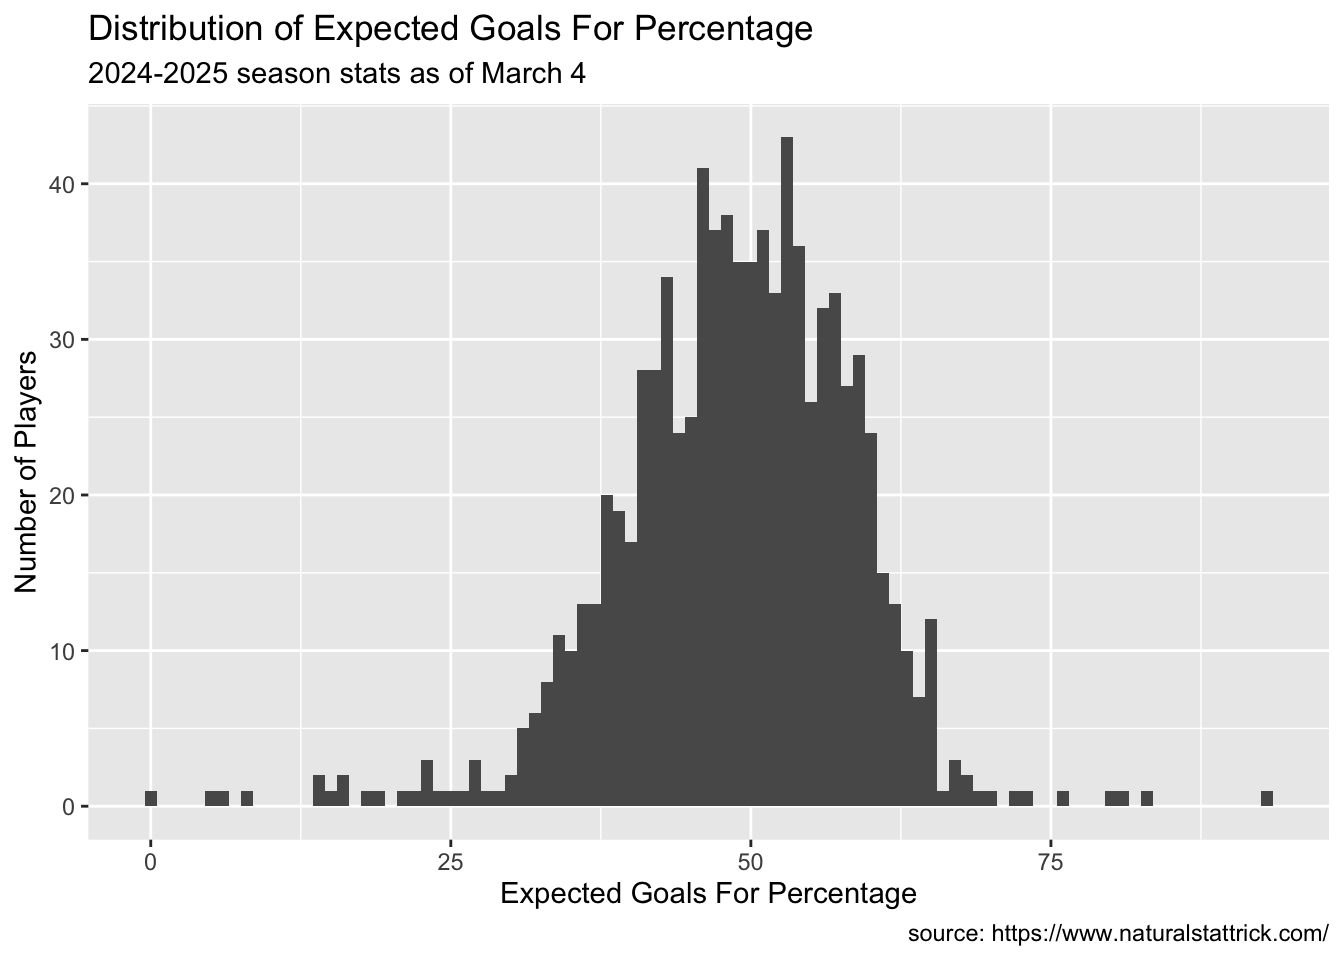 Distribution of Expected Goals For Percentage
2024-2025 season stats as of March 4
Number of Players
40
30
20
10
0
0 25 50 75
Expected Goals For Percentage
source: https://www.naturalstattrick.com/